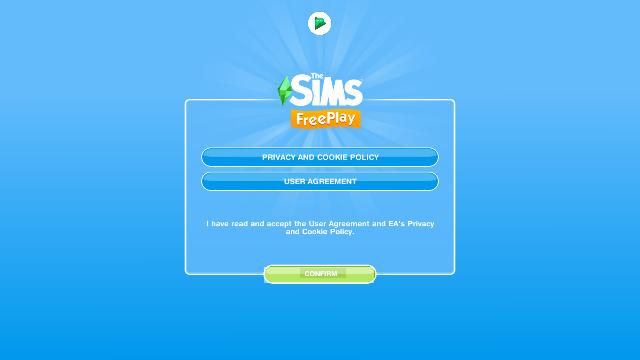 The
SIMS
FreePlay
PRIVACY AND COOKIE POLICY
USER AGREEMENT
I have read and accept the User Agreement and EA's Privacy
and Cookie Policy.
CONFIRM